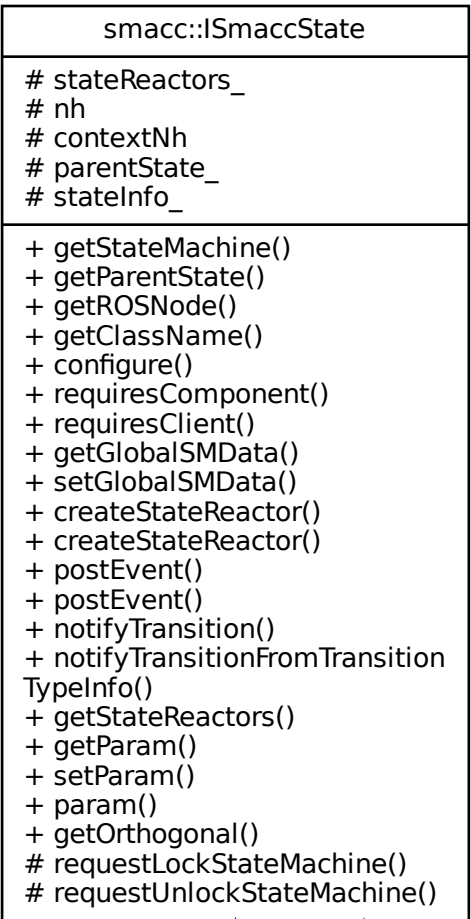 smacc::ISmaccState
# stateReactors_
# nh
# contextNh
# parentState_
# stateInfo_
+ getStateMachine()
+ getParentState()
+ getROSNode()
+ getClassName()
+ configure()
+ requiresComponent()
+ requiresClient()
+ getGlobalSMData()
+ setGlobalSMData()
+ createStateReactor()
+ createStateReactor()
+ postEvent()
+ postEvent()
+ notifyTransition()
+ notifyTransitionFromTransition
TypeInfo()
+ getStateReactors()
+ getParam()
+ setParam()
+ param()
+ getOrthogonal()
# requestLockStateMachine()
# requestUnlockStateMachine()